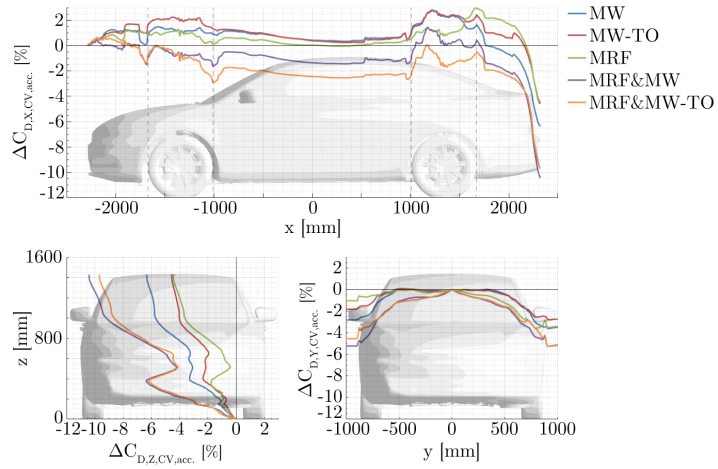 MW
MW-TO
MRF
MRF&MW
MRF&MW-TO
ΔC_D,X,CV,acc. [%]
2
0
-2
-4
-6
-8
-10
-12
-2000 -1000 0 1000 2000
x [mm]
z [mm]
1600
800
0
-12 -10 -8 -6 -4 -2 0 2
ΔC_D,Z,CV,acc. [%]
ΔC_D,Y,CV,acc. [%]
2
0
-2
-4
-6
-8
-10
-12
-1000 -500 0 500 1000
y [mm]